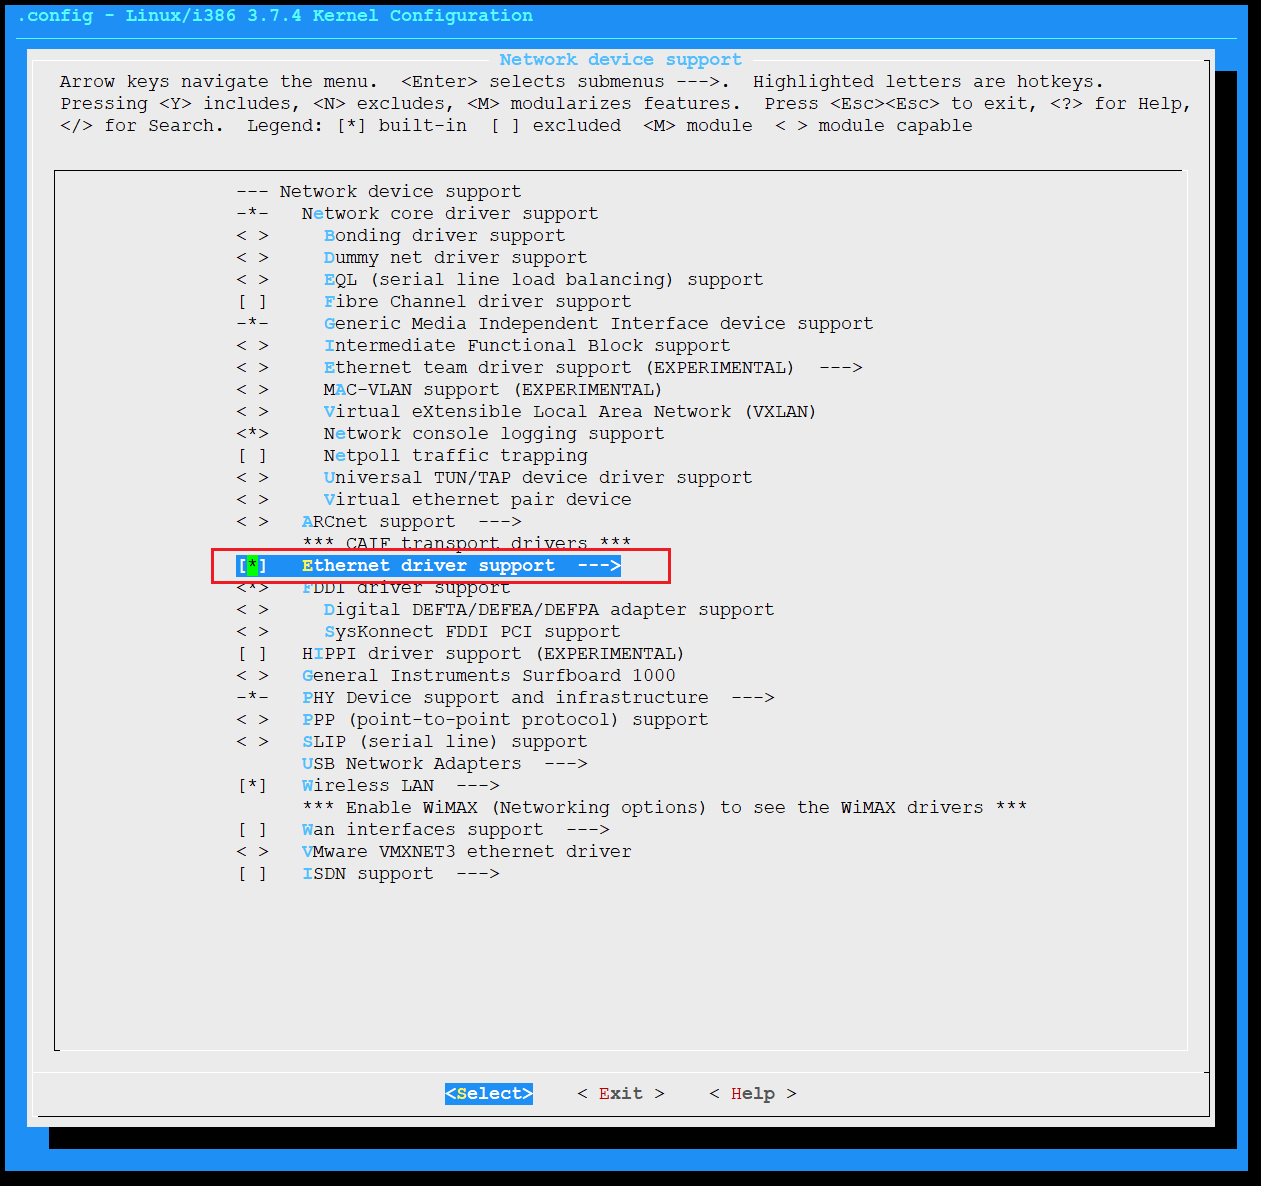 .config - Linux/i386 3.7.4 Kernel Configuration
Network device support
Arrow keys navigate the menu.  <Enter> selects submenus --->.  Highlighted letters are hotkeys.
Pressing <Y> includes, <N> excludes, <M> modularizes features.  Press <Esc><Esc> to exit, <?> for Help,
</> for Search.  Legend: [*] built-in  [ ] excluded  <M> module  < > module capable
--- Network device support
-*-   Network core driver support
< >     Bonding driver support
< >     Dummy net driver support
< >     EQL (serial line load balancing) support
[ ]     Fibre Channel driver support
-*-     Generic Media Independent Interface device support
< >     Intermediate Functional Block support
< >     Ethernet team driver support (EXPERIMENTAL)  --->
< >     MAC-VLAN support (EXPERIMENTAL)
< >     Virtual eXtensible Local Area Network (VXLAN)
<*>     Network console logging support
[ ]     Netpoll traffic trapping
< >     Universal TUN/TAP device driver support
< >     Virtual ethernet pair device
< >   ARCnet support  --->
*** CAIF transport drivers ***
[*]   Ethernet driver support  --->
<*>   FDDI driver support
< >     Digital DEFTA/DEFEA/DEFPA adapter support
< >     SysKonnect FDDI PCI support
[ ]   HIPPI driver support (EXPERIMENTAL)
< >   General Instruments Surfboard 1000
-*-   PHY Device support and infrastructure  --->
< >   PPP (point-to-point protocol) support
< >   SLIP (serial line) support
USB Network Adapters  --->
[*]   Wireless LAN  --->
*** Enable WiMAX (Networking options) to see the WiMAX drivers ***
[ ]   Wan interfaces support  --->
< >   VMware VMXNET3 ethernet driver
[ ]   ISDN support  --->
<Select>    < Exit >    < Help >